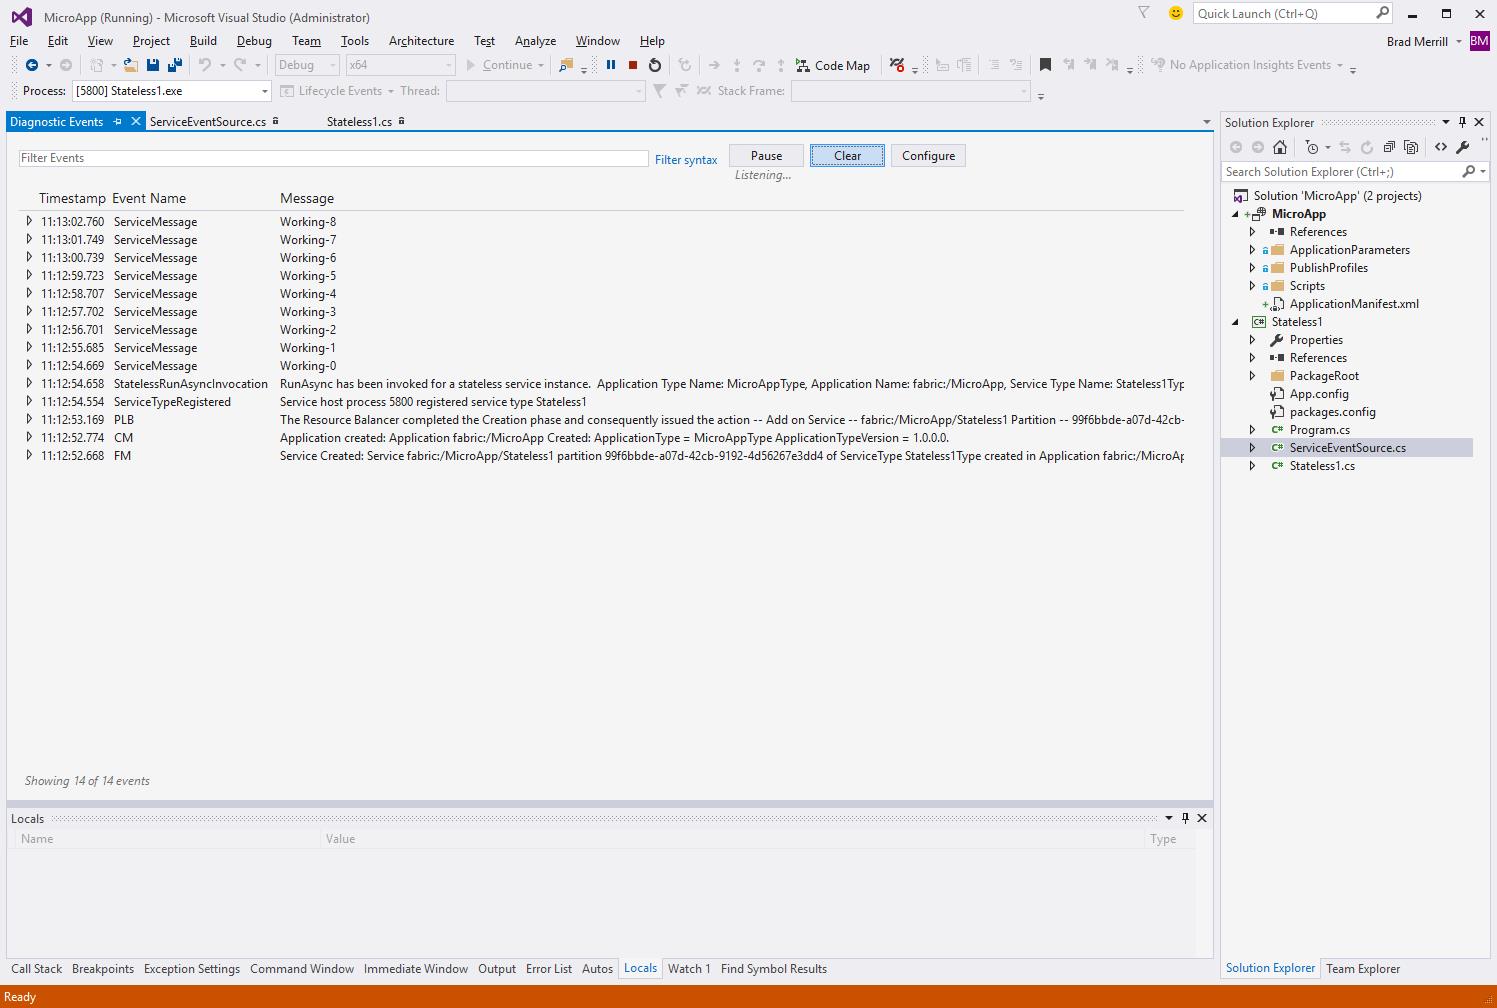 MicroApp (Running) - Microsoft Visual Studio (Administrator)
Quick Launch (Ctrl+Q)
File Edit View Project Build Debug Team Tools Architecture Test Analyze Window Help
Brad Merrill BM
Debug x64 Continue Code Map No Application Insights Events
Process: [5800] Stateless1.exe Lifecycle Events Thread: Stack Frame:
Diagnostic Events ServiceEventSource.cs Stateless1.cs
Filter Events Filter syntax Pause Clear Configure
Listening...
Timestamp Event Name Message
11:13:02.760 ServiceMessage Working-8
11:13:01.749 ServiceMessage Working-7
11:13:00.739 ServiceMessage Working-6
11:12:59.723 ServiceMessage Working-5
11:12:58.707 ServiceMessage Working-4
11:12:57.702 ServiceMessage Working-3
11:12:56.701 ServiceMessage Working-2
11:12:55.685 ServiceMessage Working-1
11:12:54.669 ServiceMessage Working-0
11:12:54.658 StatelessRunAsyncInvocation RunAsync has been invoked for a stateless service instance. Application Type Name: MicroAppType, Application Name: fabric:/MicroApp, Service Type Name: Stateless1Typ
11:12:54.554 ServiceTypeRegistered Service host process 5800 registered service type Stateless1
11:12:53.169 PLB The Resource Balancer completed the Creation phase and consequently issued the action -- Add on Service -- fabric:/MicroApp/Stateless1 Partition -- 99f6bbde-a07d-42cb-
11:12:52.774 CM Application created: Application fabric:/MicroApp Created: ApplicationType = MicroAppType ApplicationTypeVersion = 1.0.0.0.
11:12:52.668 FM Service Created: Service fabric:/MicroApp/Stateless1 partition 99f6bbde-a07d-42cb-9192-4d56267e3dd4 of ServiceType Stateless1Type created in Application fabric:/MicroAp
Showing 14 of 14 events
Locals
Name Value Type
Call Stack Breakpoints Exception Settings Command Window Immediate Window Output Error List Autos Locals Watch 1 Find Symbol Results
Solution Explorer
Search Solution Explorer (Ctrl+;)
Solution 'MicroApp' (2 projects)
MicroApp
References
ApplicationParameters
PublishProfiles
Scripts
ApplicationManifest.xml
C# Stateless1
Properties
References
PackageRoot
App.config
packages.config
C# Program.cs
C# ServiceEventSource.cs
C# Stateless1.cs
Solution Explorer Team Explorer
Ready